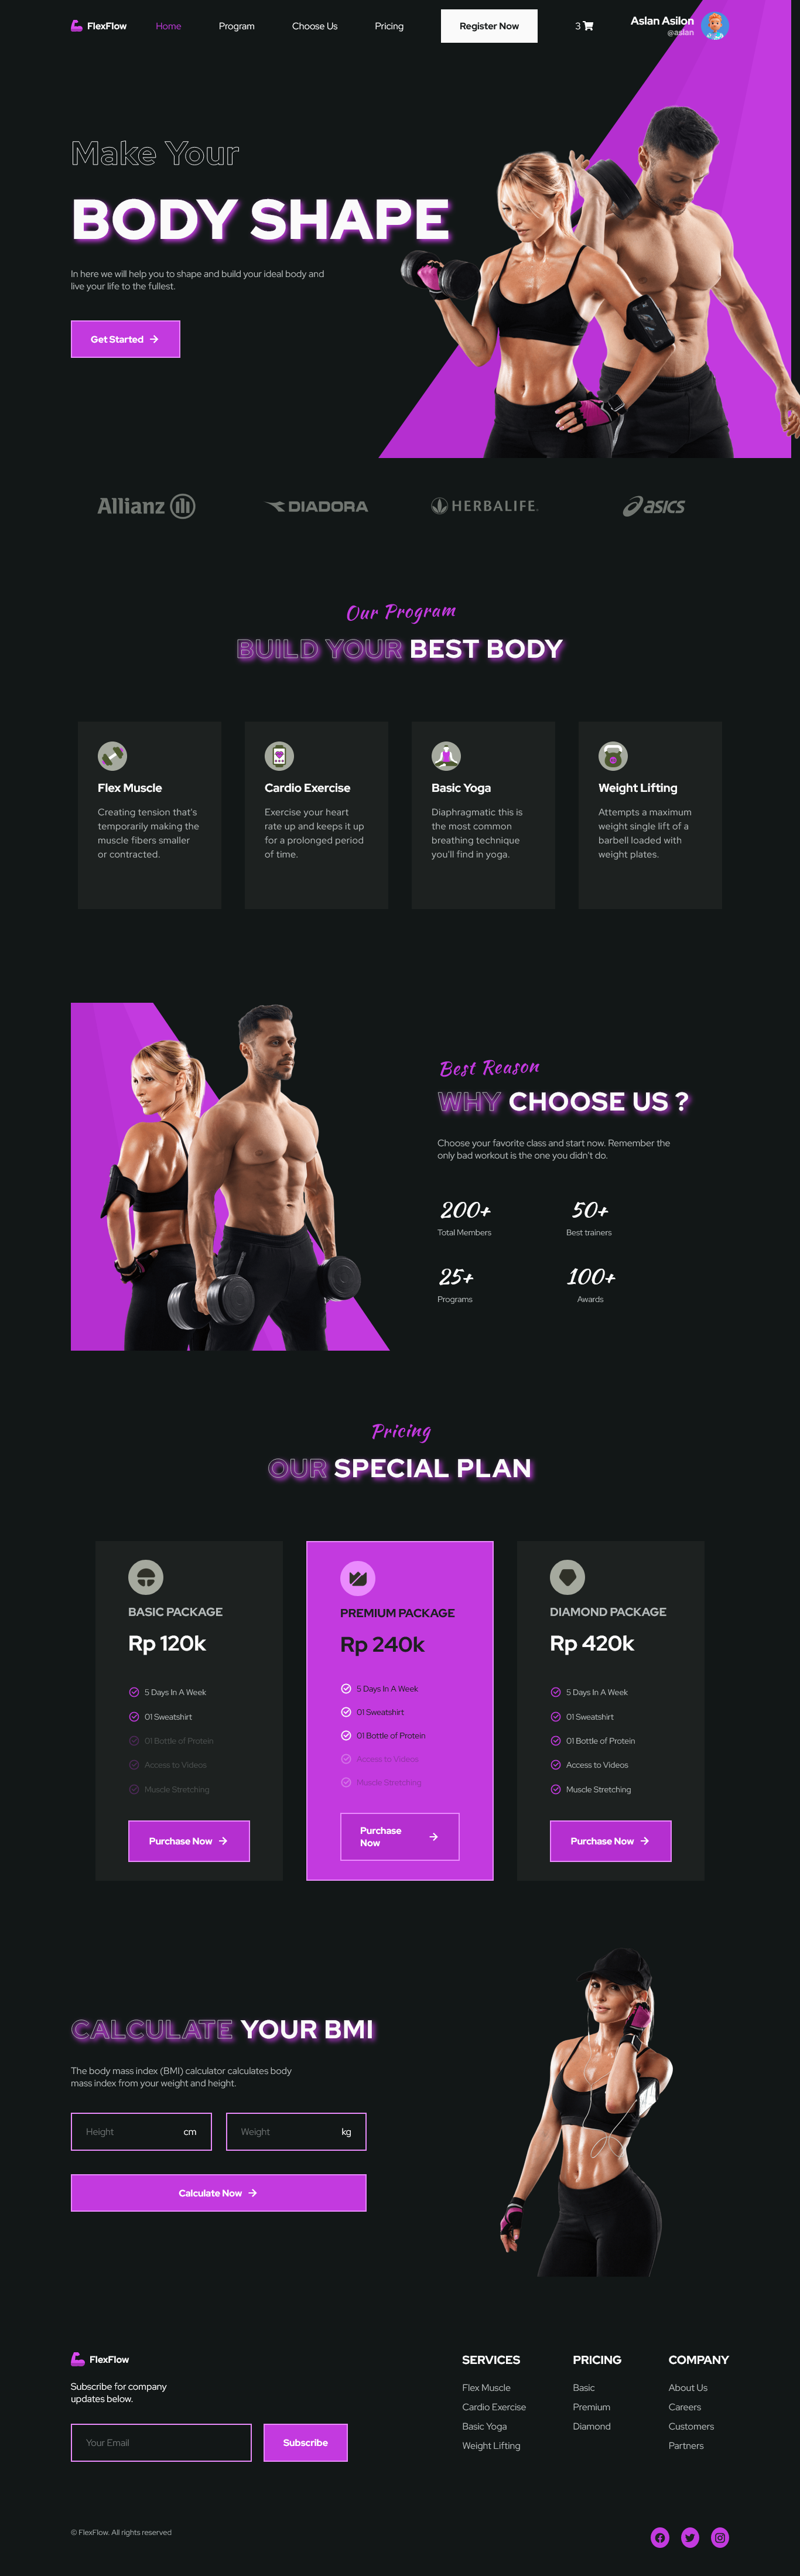 FlexFlow
Home
Program
Choose Us
Pricing
Register Now
3
Aslan Asilon
@aslan
Make Your
BODY SHAPE
In here we will help you to shape and build your ideal body and
live your life to the fullest.
Get Started
Allianz
DIADORA
HERBALIFE.
asics
Our Program
BUILD YOUR BEST BODY
Flex Muscle
Creating tension that's
temporarily making the
muscle fibers smaller
or contracted.
Cardio Exercise
Exercise your heart
rate up and keeps it up
for a prolonged period
of time.
Basic Yoga
Diaphragmatic this is
the most common
breathing technique
you'll find in yoga.
Weight Lifting
Attempts a maximum
weight single lift of a
barbell loaded with
weight plates.
Best Reason
WHY CHOOSE US ?
Choose your favorite class and start now. Remember the
only bad workout is the one you didn't do.
200+
Total Members
50+
Best trainers
25+
Programs
100+
Awards
Pricing
OUR SPECIAL PLAN
BASIC PACKAGE
Rp 120k
5 Days In A Week
01 Sweatshirt
01 Bottle of Protein
Access to Videos
Muscle Stretching
Purchase Now
PREMIUM PACKAGE
Rp 240k
5 Days In A Week
01 Sweatshirt
01 Bottle of Protein
Access to Videos
Muscle Stretching
Purchase
Now
DIAMOND PACKAGE
Rp 420k
5 Days In A Week
01 Sweatshirt
01 Bottle of Protein
Access to Videos
Muscle Stretching
Purchase Now
CALCULATE YOUR BMI
The body mass index (BMI) calculator calculates body
mass index from your weight and height.
Height
cm
Weight
kg
Calculate Now
FlexFlow
Subscribe for company
updates below.
Your Email
Subscribe
SERVICES
Flex Muscle
Cardio Exercise
Basic Yoga
Weight Lifting
PRICING
Basic
Premium
Diamond
COMPANY
About Us
Careers
Customers
Partners
© FlexFlow. All rights reserved